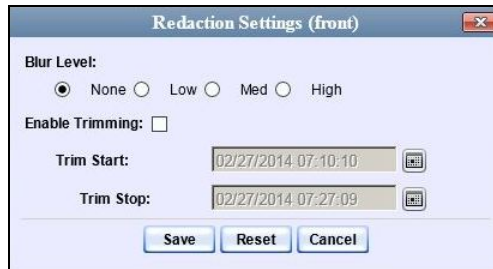 Redaction Settings (front)
Blur Level:
None Low Med High
Enable Trimming:
Trim Start: 02/27/2014 07:10:10
Trim Stop: 02/27/2014 07:27:09
Save Reset Cancel